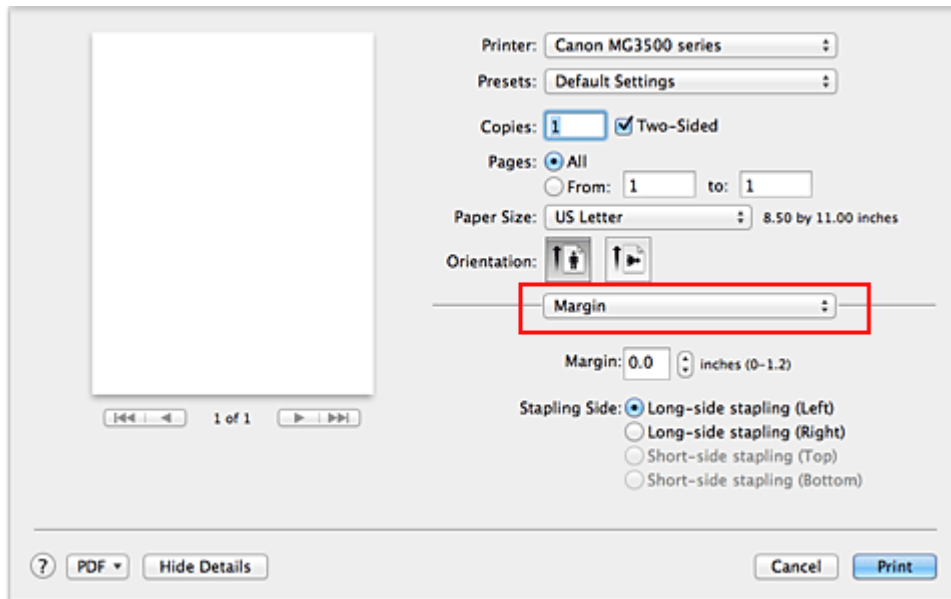 Printer: Canon MG3500 series
Presets: Default Settings
Copies: 1 Two-Sided
Pages: All
From: 1 to: 1
Paper Size: US Letter 8.50 by 11.00 inches
Orientation:
Margin
Margin: 0.0 inches (0-1.2)
1 of 1
Stapling Side: Long-side stapling (Left)
Long-side stapling (Right)
Short-side stapling (Top)
Short-side stapling (Bottom)
? PDF Hide Details Cancel Print